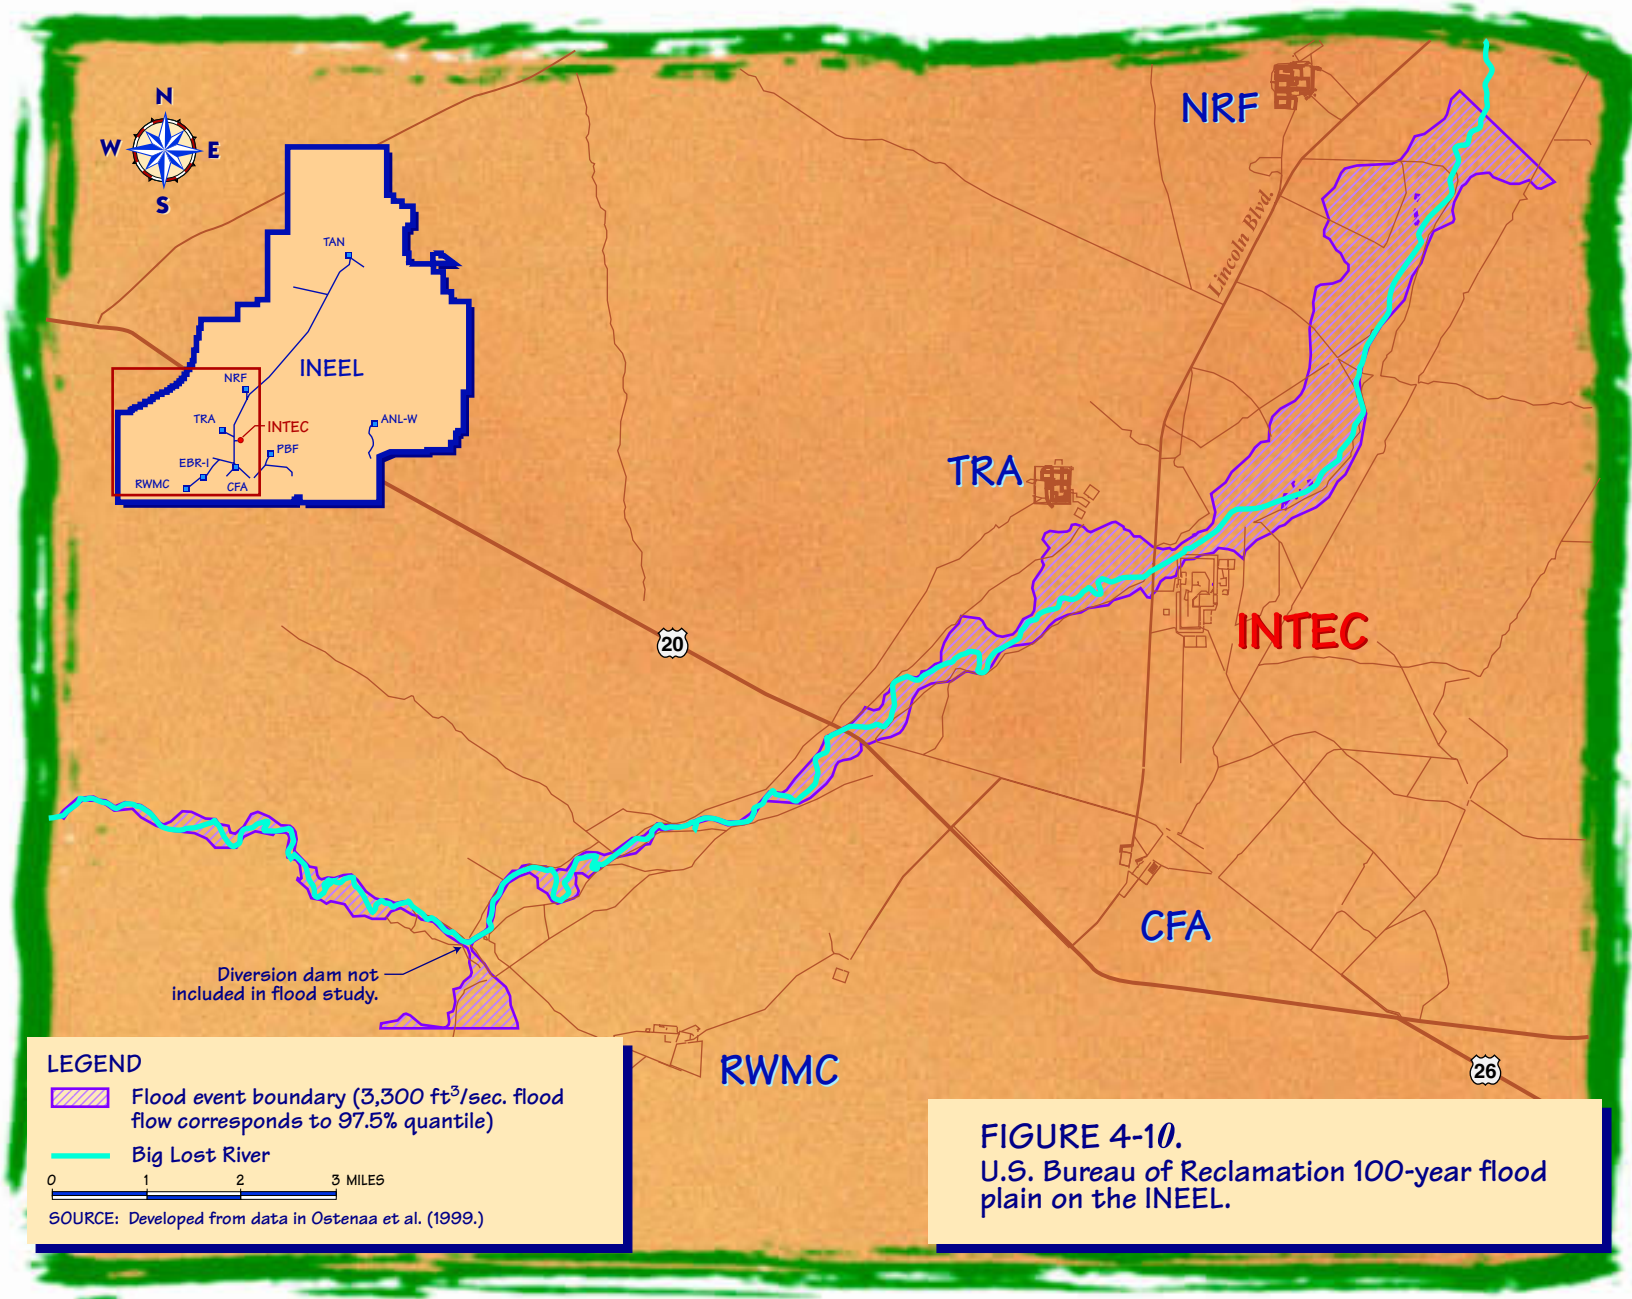 N
W
E
S
NRF
Lincoln Blvd.
TAN
INEEL
NRF
TRA
INTEC
ANL-W
PBF
EBR-I
RWMC
CFA
TRA
INTEC
20
CFA
Diversion dam not
included in flood study.
RWMC
26
LEGEND
Flood event boundary (3,300 ft³/sec. flood
flow corresponds to 97.5% quantile)
Big Lost River
0 1 2 3 MILES
SOURCE: Developed from data in Ostenaa et al. (1999.)
FIGURE 4-10.
U.S. Bureau of Reclamation 100-year flood
plain on the INEEL.